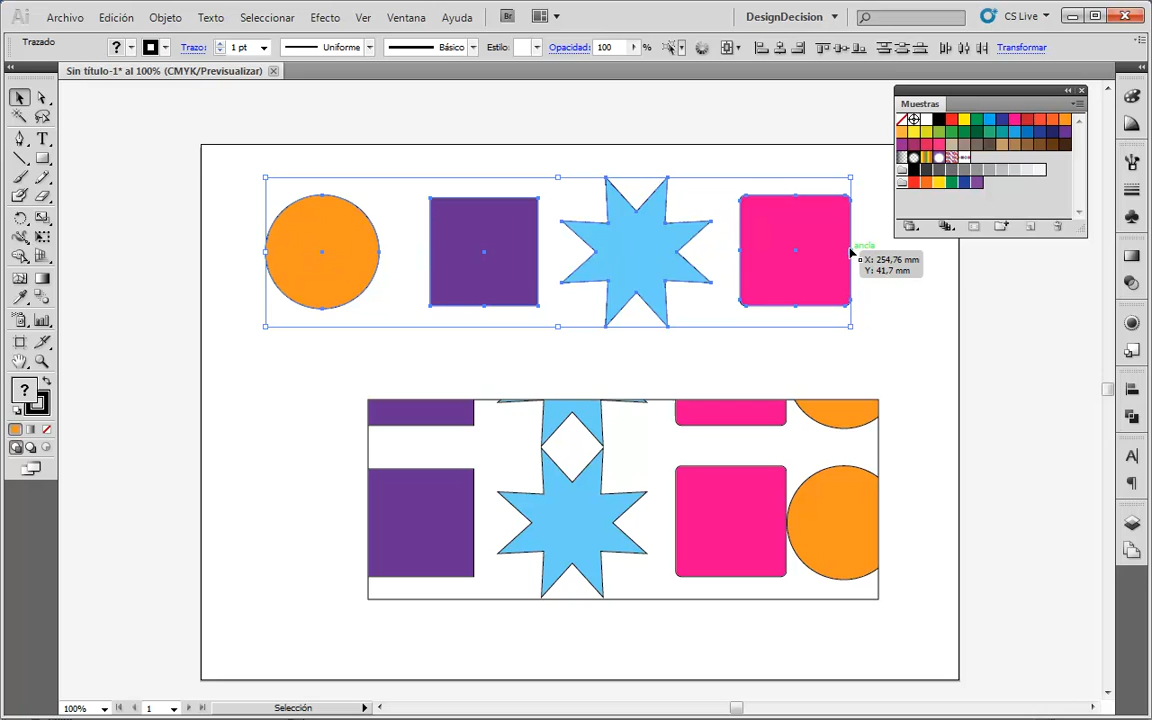 Ai Archivo Edición Objeto Texto Seleccionar Efecto Ver Ventana Ayuda Br DesignDecision CS Live
Trazado ? Trazo: 1 pt Uniforme Básico Estilo: Opacidad: 100 % Transformar
Sin título-1* al 100% (CMYK/Previsualizar)
Muestras
T
X: 254,76 mm
Y: 41,7 mm
?
A
100% 1 Selección